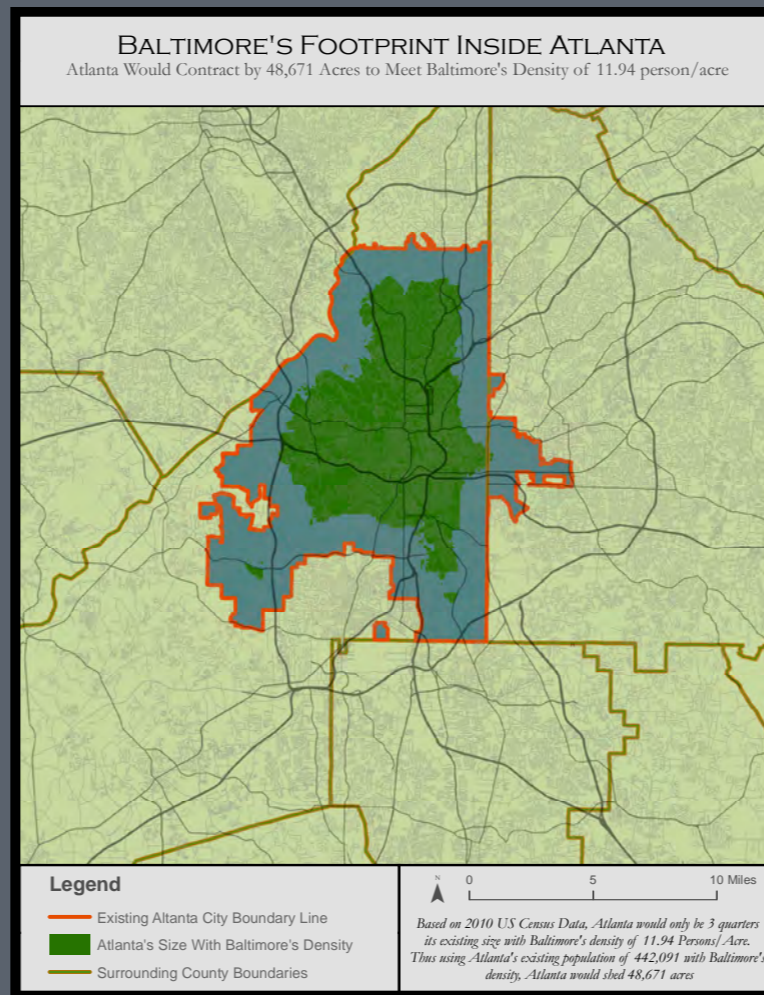 BALTIMORE'S FOOTPRINT INSIDE ATLANTA
Atlanta Would Contract by 48,671 Acres to Meet Baltimore's Density of 11.94 person/acre
Legend
Existing Altanta City Boundary Line
Atlanta's Size With Baltimore's Density
Surrounding County Boundaries
N
0 5 10 Miles
Based on 2010 US Census Data, Atlanta would only be 3 quarters
its existing size with Baltimore's density of 11.94 Persons/Acre.
Thus using Atlanta's existing population of 442,091 with Baltimore's
density, Atlanta would shed 48,671 acres